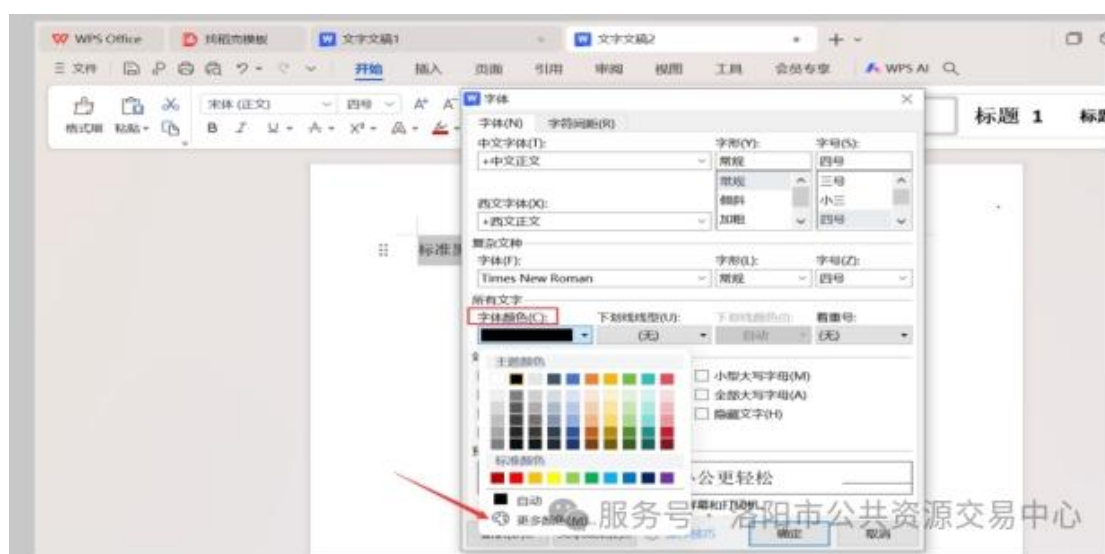 WPS Office 找稻壳模板 文字文稿1 文字文稿2
文件 开始 插入 页面 引用 审阅 视图 工具 会员专享 WPS AI
宋体 (正文) 四号 A⁺ A⁻
格式刷 粘贴 B I U A X² A 标题 1
字体
字体(N) 字符间距(R)
中文字体(T): 字形(Y): 字号(S):
+中文正文 常规 四号
常规 三号
倾斜 小三
西文字体(X):
+西文正文 加粗 四号
标准
复杂文种
字体(F): 字形(L): 字号(Z):
Times New Roman 常规 四号
所有文字
字体颜色(C): 下划线线型(U): 下划线颜色(I): 着重号:
(无) 自动 (无)
主题颜色
小型大写字母(M)
全部大写字母(A)
隐藏文字(H)
标准颜色
公更轻松
自动
更多颜色(M)...
服务号 · 洛阳市公共资源交易中心
确定 取消